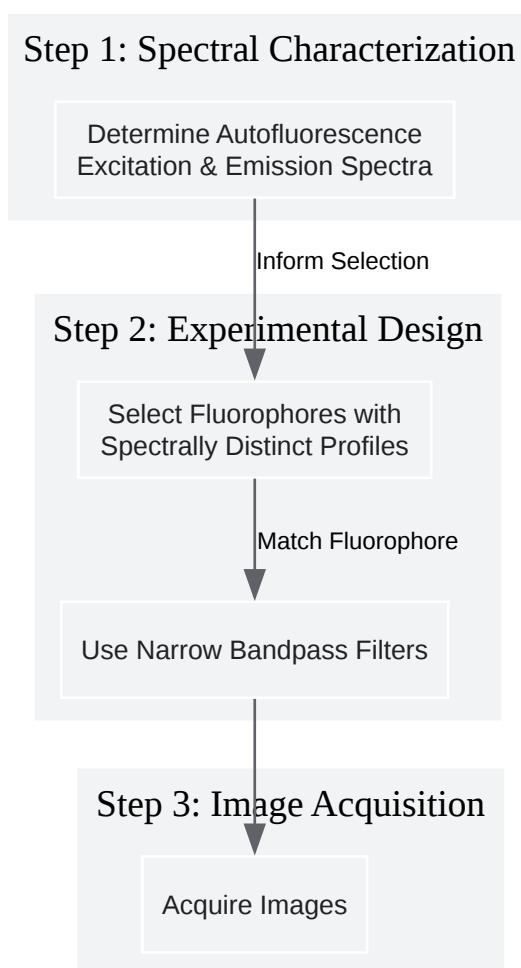 Step 1: Spectral Characterization
Determine Autofluorescence
Excitation & Emission Spectra
Inform Selection
Step 2: Experimental Design
Select Fluorophores with
Spectrally Distinct Profiles
Match Fluorophore
Use Narrow Bandpass Filters
Step 3: Image Acquisition
Acquire Images